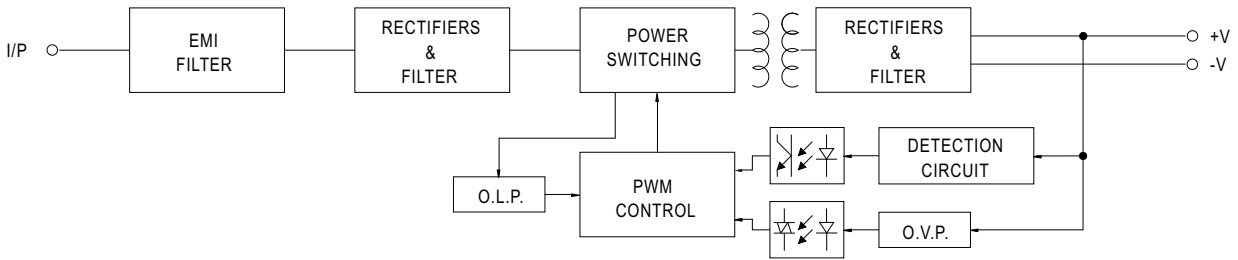 I/P
EMI
FILTER
RECTIFIERS
&
FILTER
POWER
SWITCHING
RECTIFIERS
&
FILTER
+V
-V
O.L.P.
PWM
CONTROL
DETECTION
CIRCUIT
O.V.P.